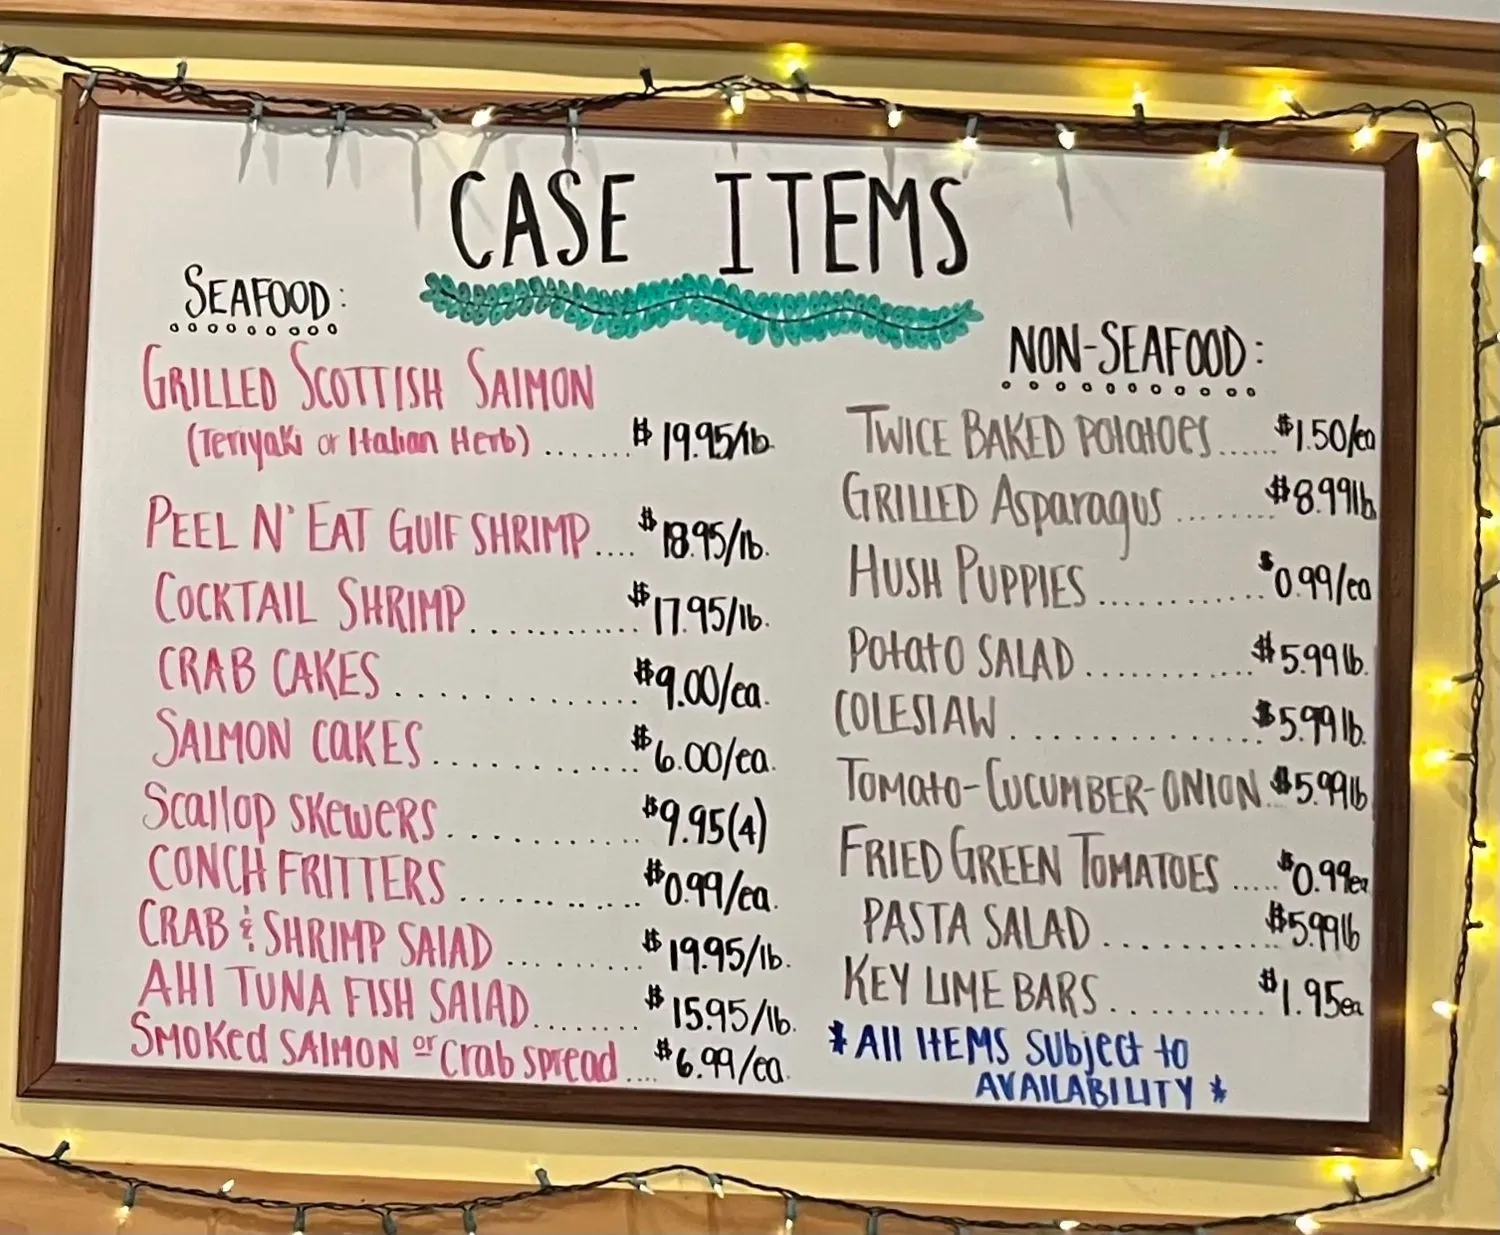 CASE ITEMS
SEAFOOD:
GRILLED SCOTTISH SALMON
(Teriyaki or Italian Herb) ....... $19.95/lb.
PEEL N' EAT GULF SHRIMP .... $18.95/lb.
COCKTAIL SHRIMP ............ $17.95/lb.
CRAB CAKES ............ $9.00/ea.
SALMON CAKES ............ $6.00/ea.
Scallop SKEWERS ............ $9.95(4)
CONCH FRITTERS ............ $0.99/ea.
CRAB & SHRIMP SALAD ......... $19.95/lb.
AHI TUNA FISH SALAD ........ $15.95/lb.
SMOKED SALMON or Crab spread .... $6.99/ea.
NON-SEAFOOD:
TWICE BAKED POtatoes ...... $1.50/ea
GRILLED Asparagus ........ $8.99lb
HUSH PUPPIES ............ $0.99/ea
Potato SALAD ............ $5.99lb.
COLESLAW .............. $5.99lb.
TOMato-CUCUMBER-ONION. $5.99lb
FRIED GREEN TOMATOES ..... $0.99ea
PASTA SALAD ............ $5.99lb
KEY LIME BARS ............ $1.95ea
*All ITEMS Subject to
AVAILABILITY*